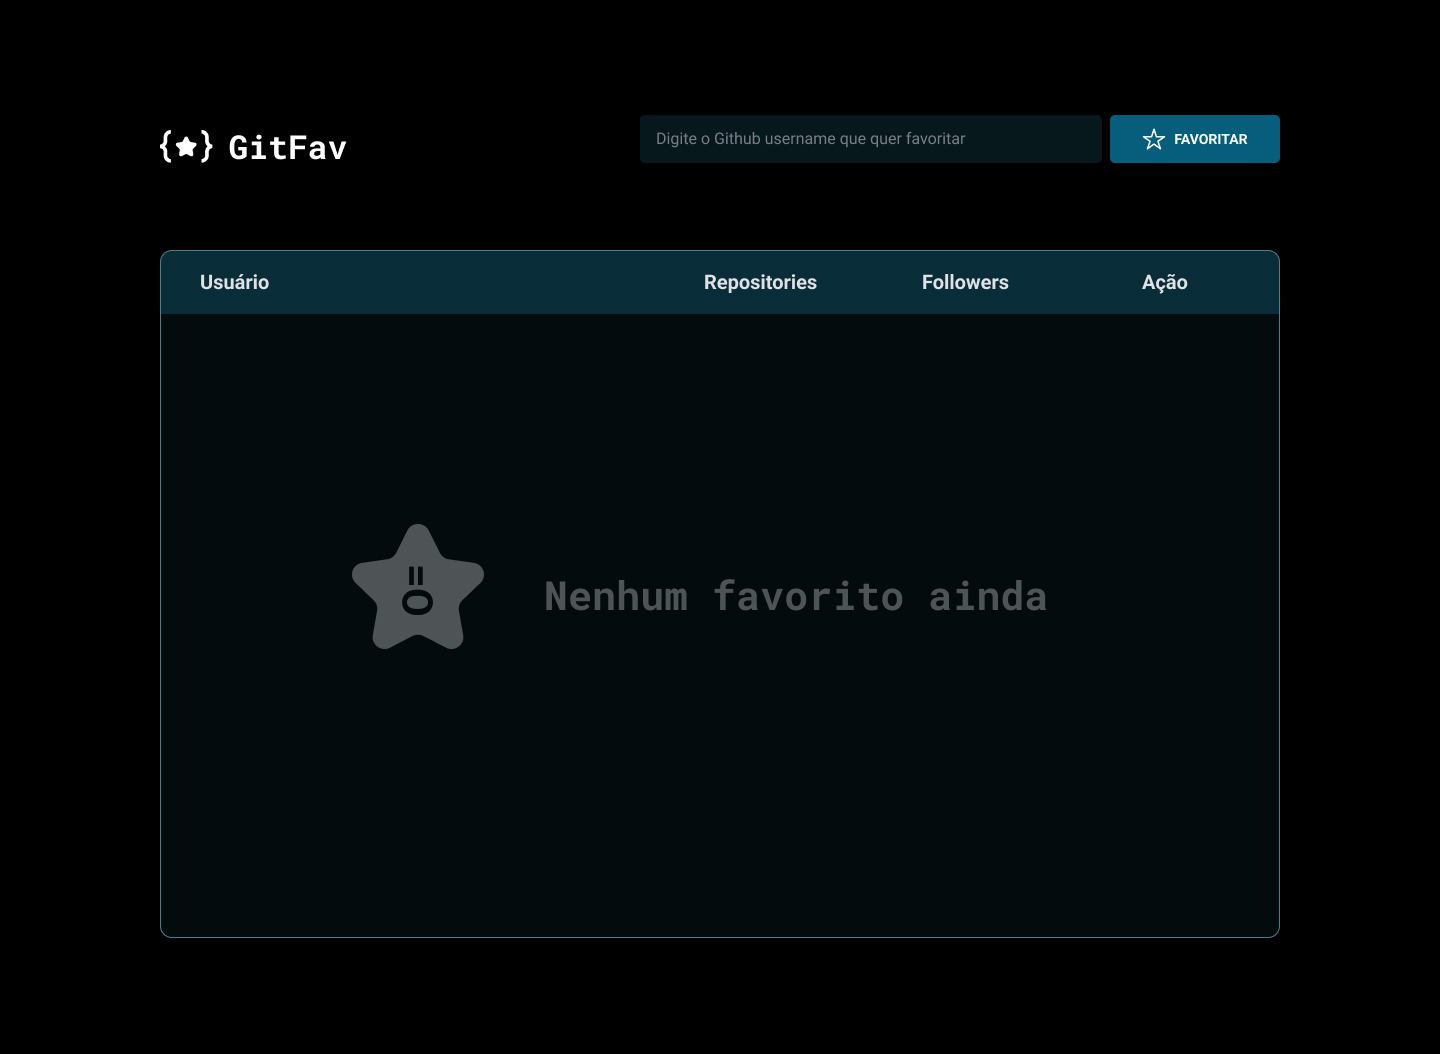 GitFav
Digite o Github username que quer favoritar
FAVORITAR
Usuário Repositories Followers Ação
Nenhum favorito ainda